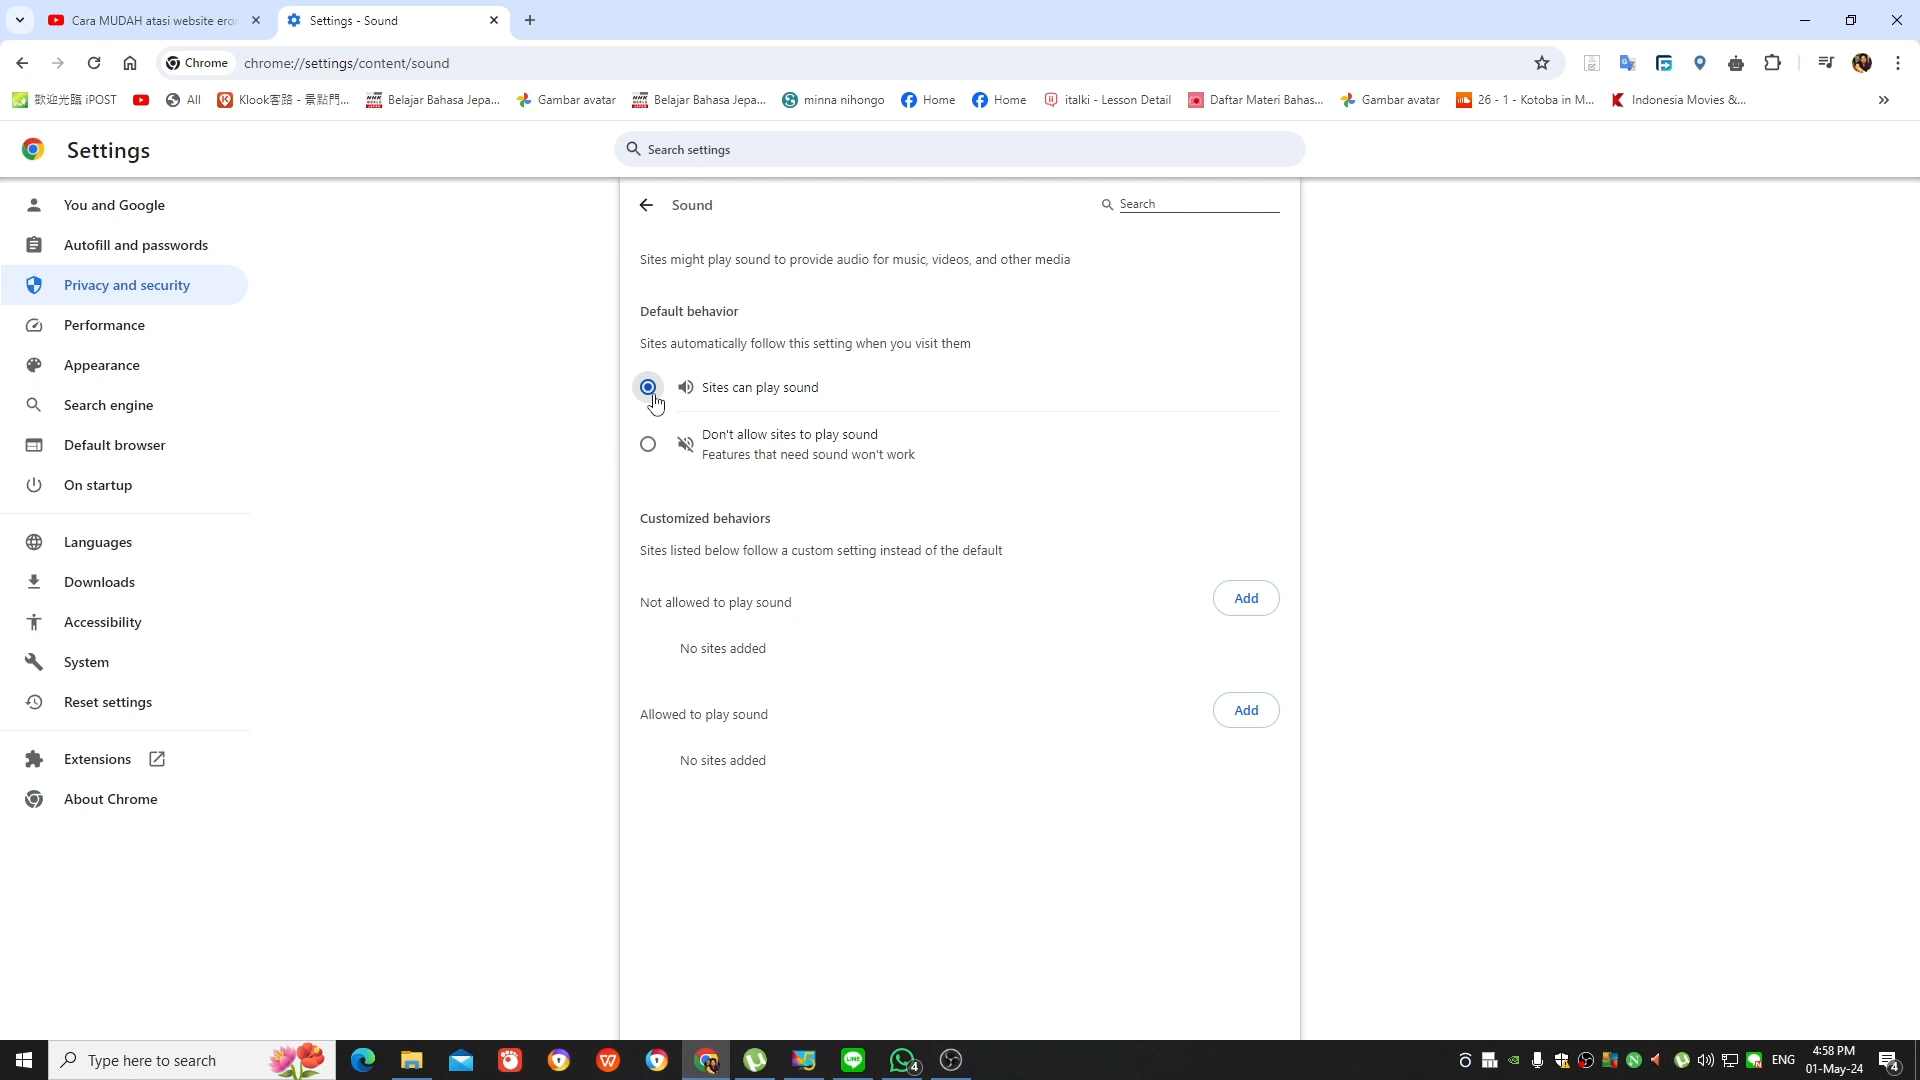 Cara MUDAH atasi website eror
Settings - Sound
Chrome
chrome://settings/content/sound
歡迎光臨 iPOST
All
Klook客路 - 景點門...
Belajar Bahasa Jepa...
Gambar avatar
Belajar Bahasa Jepa...
minna nihongo
Home
Home
italki - Lesson Detail
Daftar Materi Bahas...
Gambar avatar
26 - 1 - Kotoba in M...
Indonesia Movies &...
Settings
Search settings
You and Google
Autofill and passwords
Privacy and security
Performance
Appearance
Search engine
Default browser
On startup
Languages
Downloads
Accessibility
System
Reset settings
Extensions
About Chrome
Sound
Search
Sites might play sound to provide audio for music, videos, and other media
Default behavior
Sites automatically follow this setting when you visit them
Sites can play sound
Don't allow sites to play sound
Features that need sound won't work
Customized behaviors
Sites listed below follow a custom setting instead of the default
Not allowed to play sound
Add
No sites added
Allowed to play sound
Add
No sites added
Type here to search
4
ENG
4:58 PM
01-May-24
4